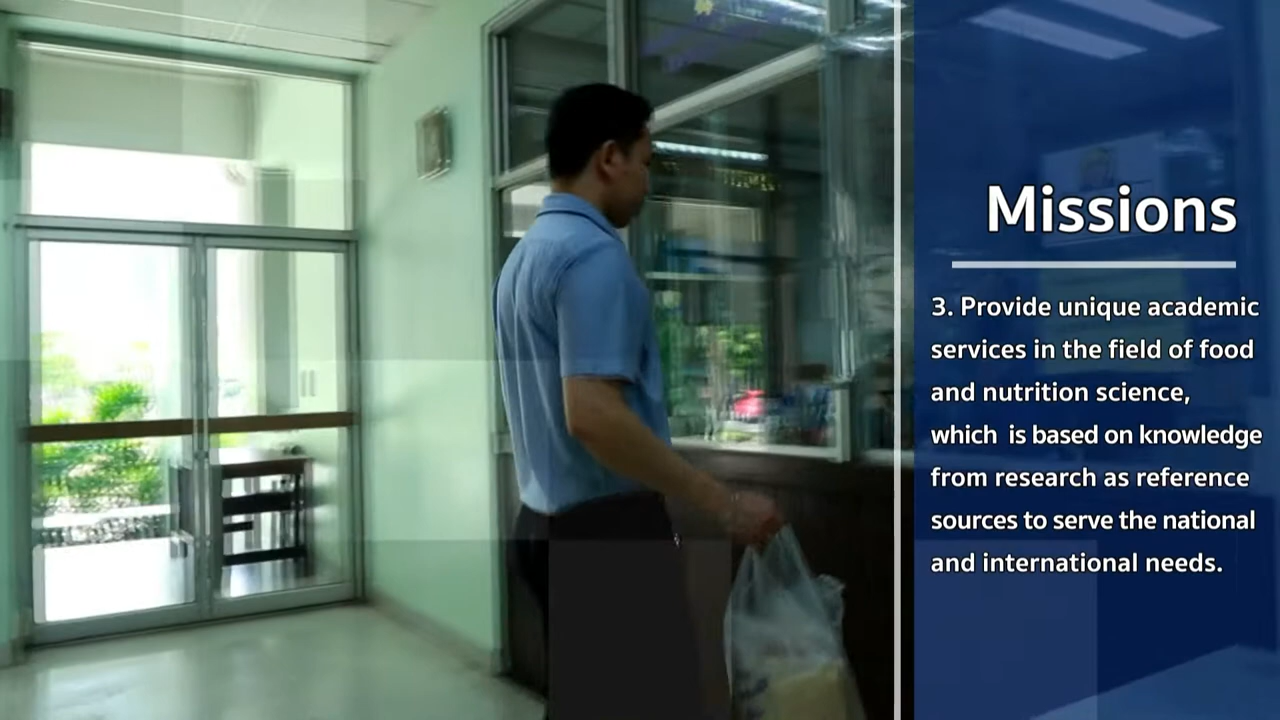 Missions
3. Provide unique academic
services in the field of food
and nutrition science,
which is based on knowledge
from research as reference
sources to serve the national
and international needs.